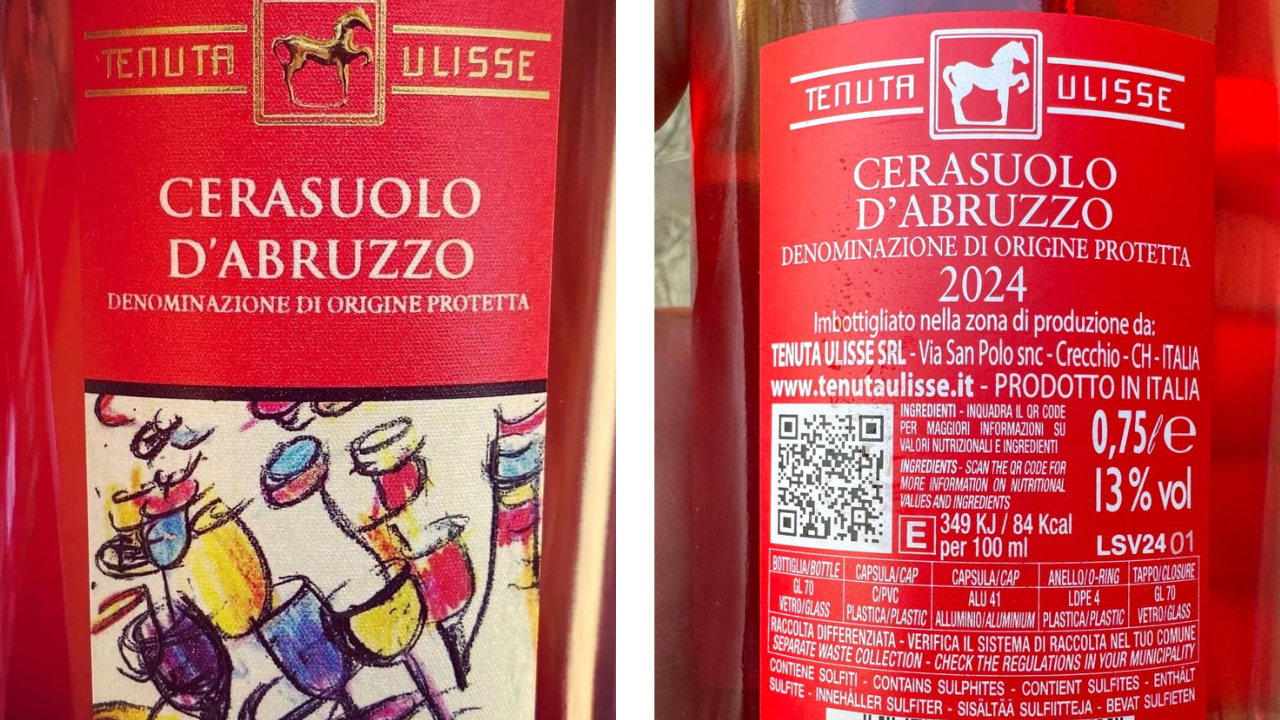 TENUTA ULISSE
CERASUOLO
D'ABRUZZO
DENOMINAZIONE DI ORIGINE PROTETTA
TENUTA ULISSE
CERASUOLO
D'ABRUZZO
DENOMINAZIONE DI ORIGINE PROTETTA
2024
Imbottigliato nella zona di produzione da:
TENUTA ULISSE SRL - Via San Polo snc - Crecchio - CH - ITALIA
www.tenutaulisse.it - PRODOTTO IN ITALIA
INGREDIENTI - INQUADRA IL QR CODE
PER MAGGIORI INFORMAZIONI SU
VALORI NUTRIZIONALI E INGREDIENTI
INGREDIENTS - SCAN THE QR CODE FOR
MORE INFORMATION ON NUTRITIONAL
VALUES AND INGREDIENTS
E 349 KJ / 84 Kcal
per 100 ml
0,75 l e
13% vol
LSV24 01
BOTTIGLIA/BOTTLE CAPSULA/CAP CAPSULA/CAP ANELLO/O-RING TAPPO/CLOSURE
GL 70 C/PVC ALU 41 LDPE 4 GL 70
VETRO/GLASS PLASTICA/PLASTIC ALLUMINIO/ALUMINIUM PLASTICA/PLASTIC VETRO/GLASS
RACCOLTA DIFFERENZIATA - VERIFICA IL SISTEMA DI RACCOLTA NEL TUO COMUNE
SEPARATE WASTE COLLECTION - CHECK THE REGULATIONS IN YOUR MUNICIPALITY
CONTIENE SOLFITI - CONTAINS SULPHITES - CONTIENT SULFITES - ENTHÄLT
SULFITE - INNEHÅLLER SULFITER - SISÄLTÄÄ SULFIITTEJA - BEVAT SULFIETEN